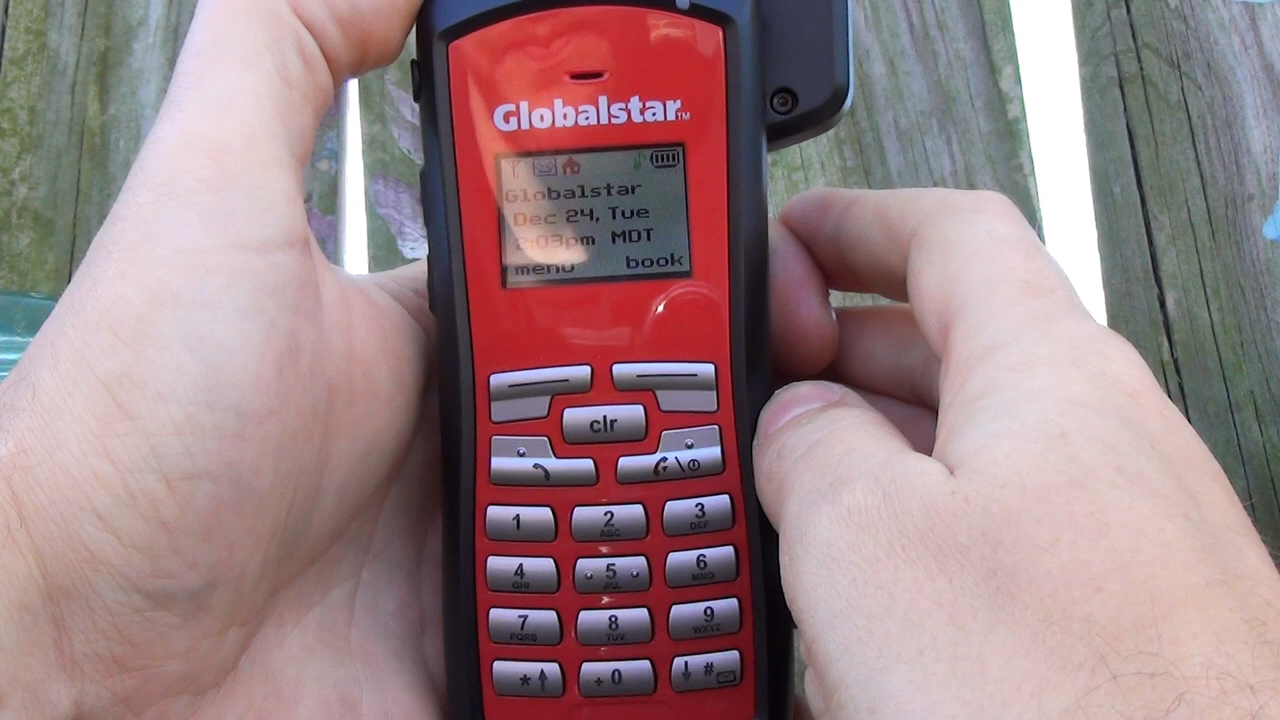 Globalstar™
Globalstar
Dec 24, Tue
2:03pm MDT
menu book
clr
1 2 3
ABC DEF
4 5 6
GHI JKL MNO
7 8 9
PQRS TUV WXYZ
* + 0 #